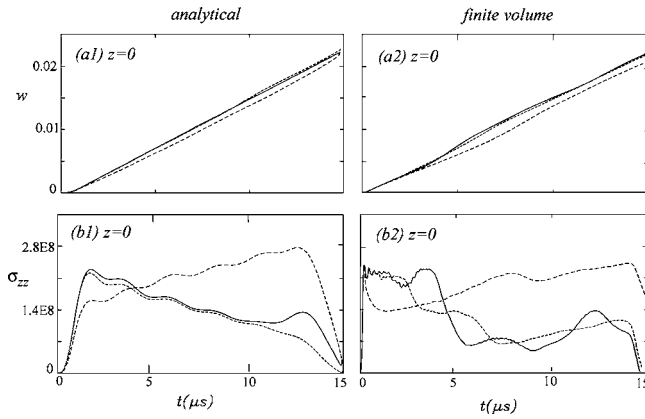 analytical finite volume
(a1) z=0 (a2) z=0
0.02
w
0.01
0
(b1) z=0 (b2) z=0
2.8E8
σzz
1.4E8
0
0 5 10 15 0 5 10 15
t(μs) t(μs)